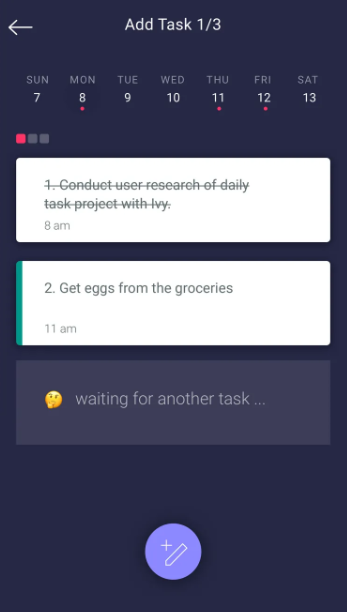 Add Task 1/3
SUN MON TUE WED THU FRI SAT
7 8 9 10 11 12 13
1. Conduct user research of daily
task project with Ivy.
8 am
2. Get eggs from the groceries
11 am
🤔 waiting for another task ...